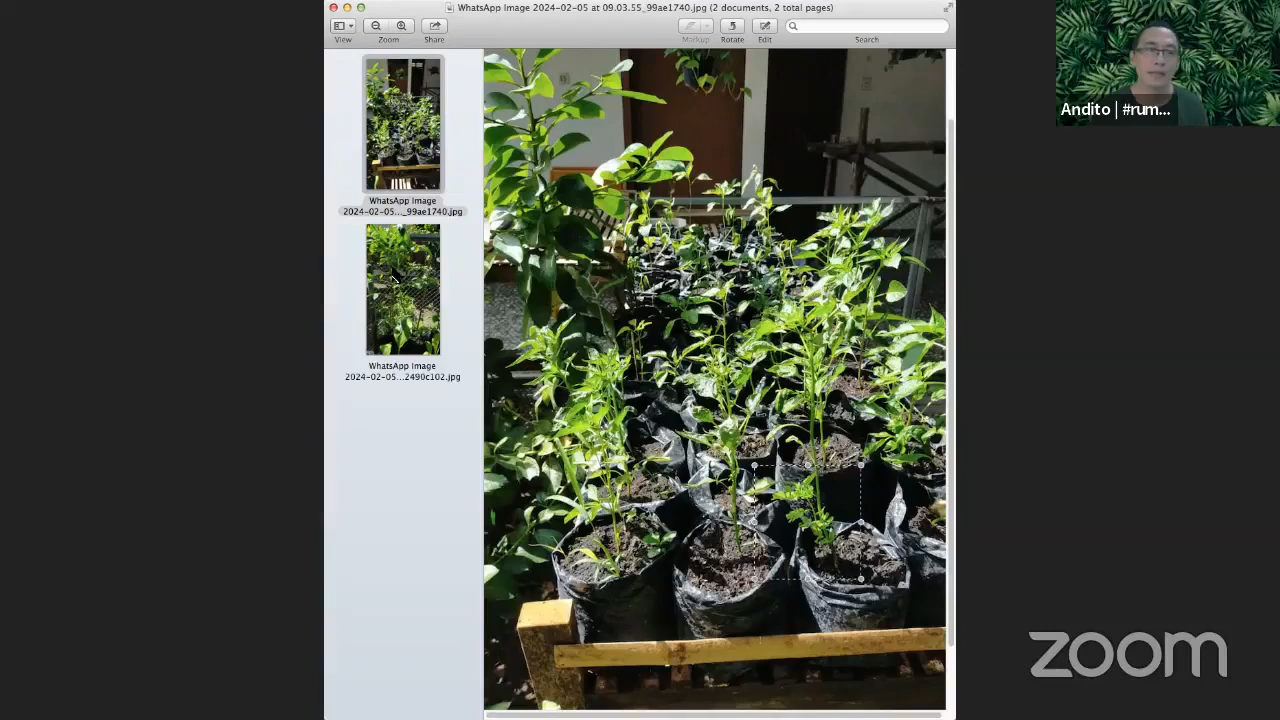 WhatsApp Image 2024-02-05 at 09.03.55_99ae1740.jpg (2 documents, 2 total pages)
View
Zoom
Share
Markup
Rotate
Edit
Search
WhatsApp Image
2024-02-05..._99ae1740.jpg
WhatsApp Image
2024-02-05...2490c102.jpg
Andito | #rum...
zoom